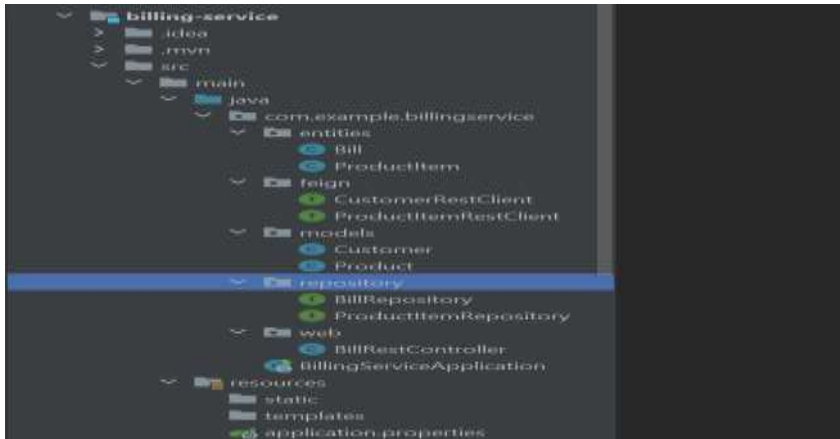 billing-service
.idea
.mvn
src
main
java
com.example.billingservice
entities
Bill
ProductItem
feign
CustomerRestClient
ProductItemRestClient
models
Customer
Product
repository
BillRepository
ProductItemRepository
web
BillRestController
BillingServiceApplication
resources
static
templates
application.properties